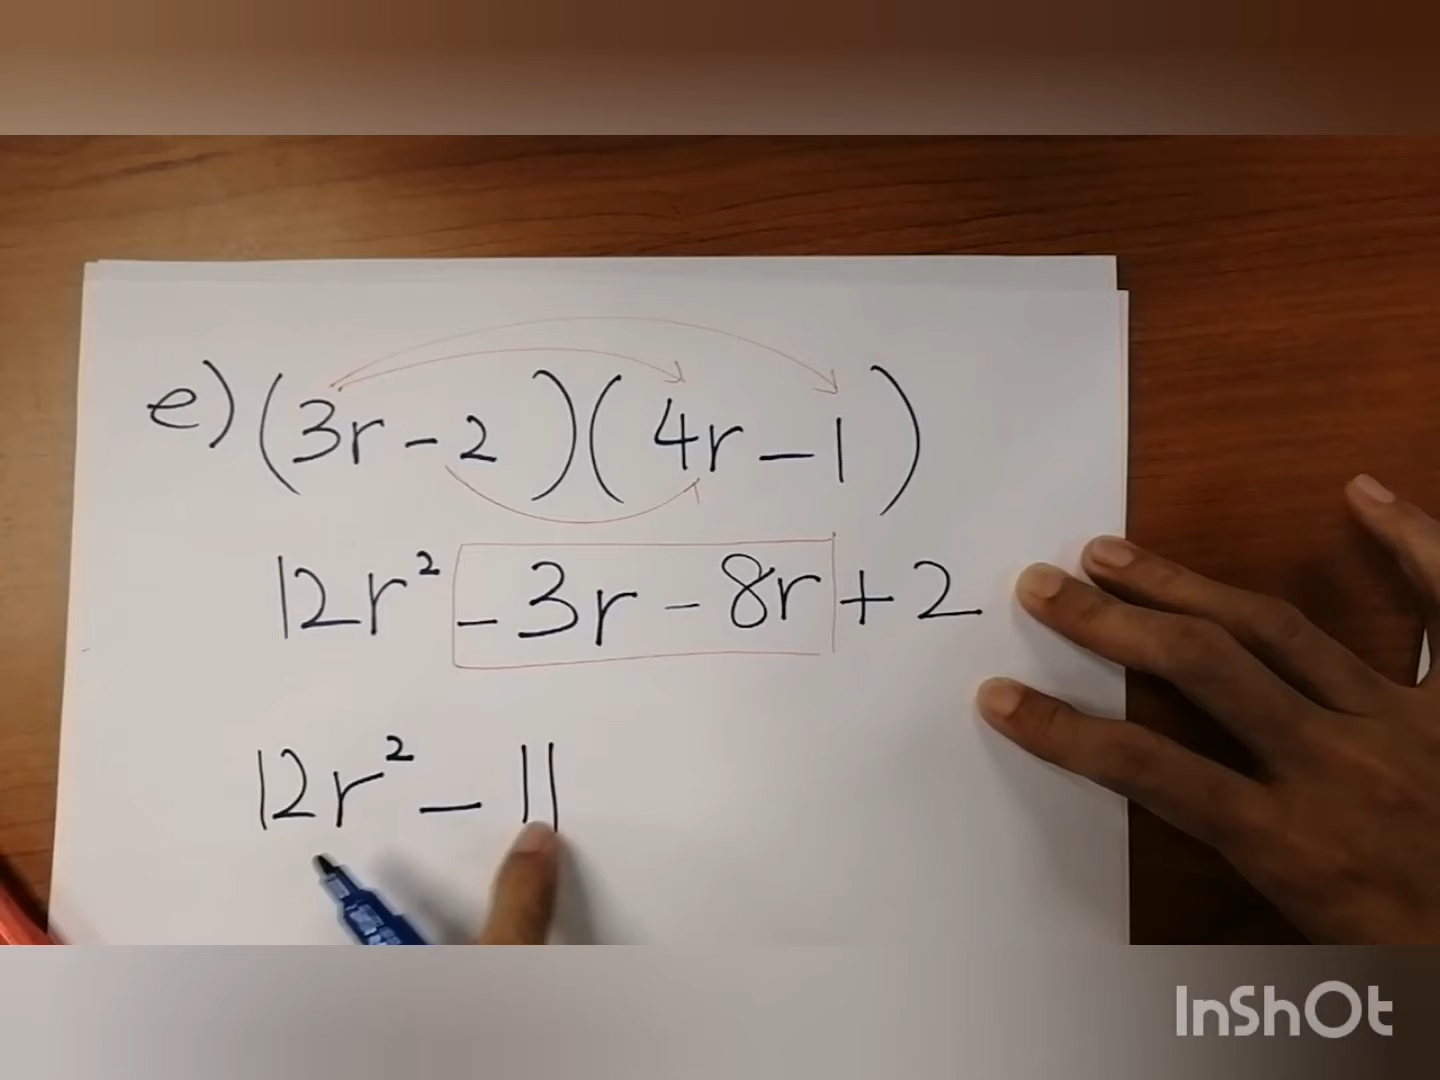 e) (3r - 2)(4r - 1)
12r² - 3r - 8r + 2
12r² - 11
InShOt